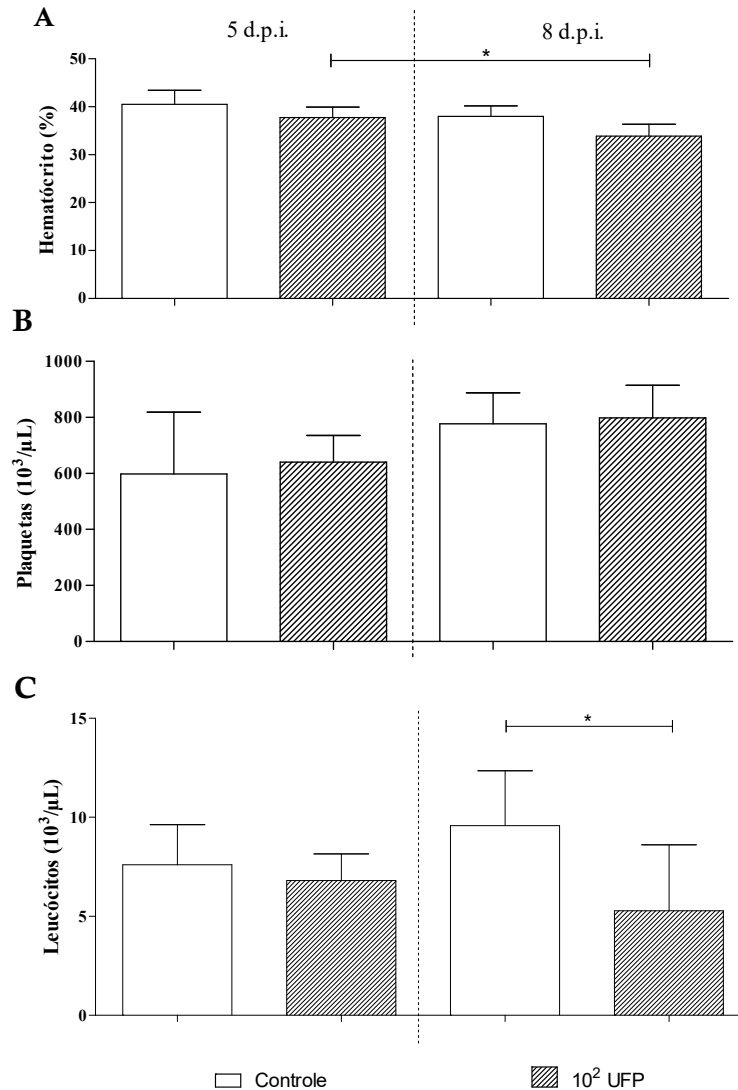 A
5 d.p.i. 8 d.p.i.
*
Hematócrito (%)
50
40
30
20
10
0
B
Plaquetas (10³/µL)
1000
800
600
400
200
0
C
Leucócitos (10³/µL)
*
15
10
5
0
Controle 10² UFP